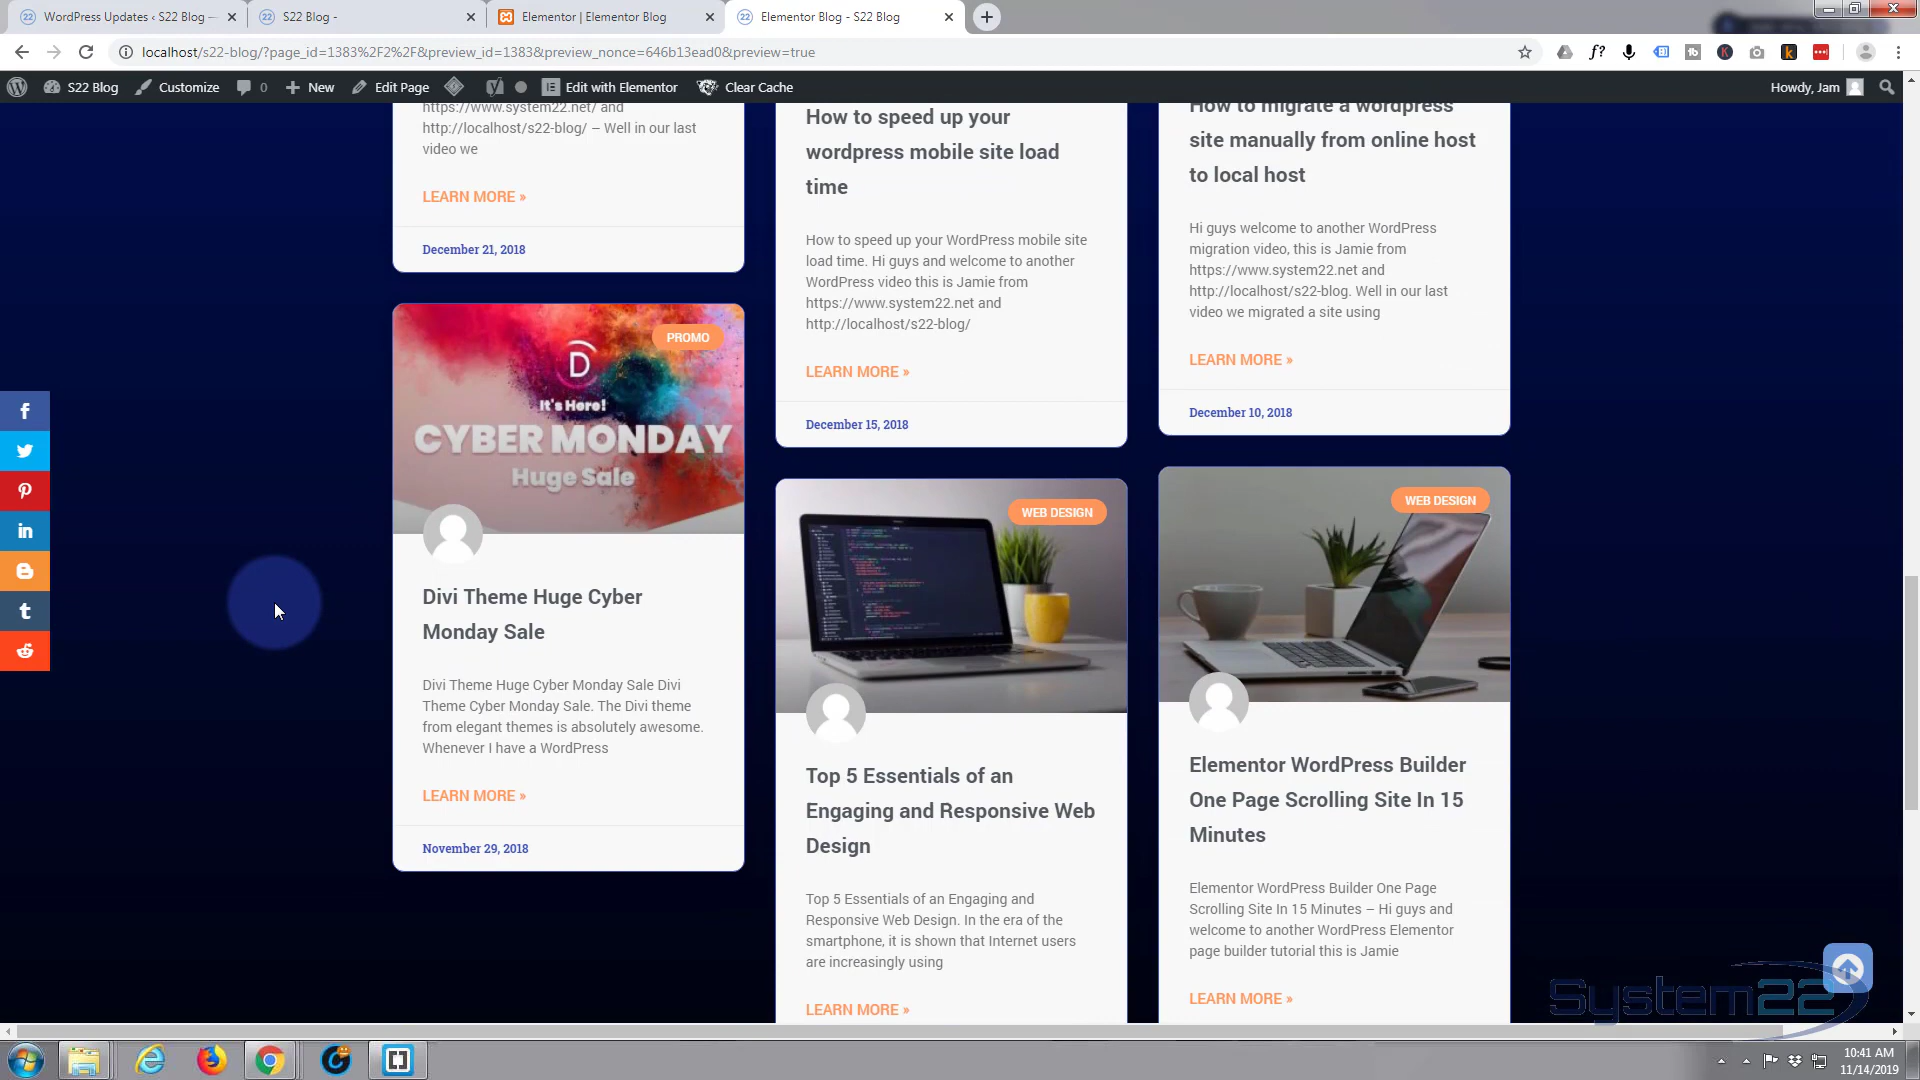 WordPress Updates ‹ S22 Blog —
S22 Blog -
Elementor | Elementor Blog
Elementor Blog - S22 Blog
localhost/s22-blog/?page_id=1383%2F2%2F&preview_id=1383&preview_nonce=646b13ead0&preview=true
S22 Blog
Customize
0
New
Edit Page
Edit with Elementor
Clear Cache
Howdy, Jam
https://www.system22.net/ and
http://localhost/s22-blog/ – Well in our last
video we
LEARN MORE »
December 21, 2018
PROMO
D
It's Here!
CYBER MONDAY
Huge Sale
Divi Theme Huge Cyber
Monday Sale
Divi Theme Huge Cyber Monday Sale Divi
Theme Cyber Monday Sale. The Divi theme
from elegant themes is absolutely awesome.
Whenever I have a WordPress
LEARN MORE »
November 29, 2018
How to speed up your
wordpress mobile site load
time
How to speed up your WordPress mobile site
load time. Hi guys and welcome to another
WordPress video this is Jamie from
https://www.system22.net and
http://localhost/s22-blog/
LEARN MORE »
December 15, 2018
WEB DESIGN
Top 5 Essentials of an
Engaging and Responsive Web
Design
Top 5 Essentials of an Engaging and
Responsive Web Design. In the era of the
smartphone, it is shown that Internet users
are increasingly using
LEARN MORE »
How to migrate a wordpress
site manually from online host
to local host
Hi guys welcome to another WordPress
migration video, this is Jamie from
https://www.system22.net and
http://localhost/s22-blog. Well in our last
video we migrated a site using
LEARN MORE »
December 10, 2018
WEB DESIGN
Elementor WordPress Builder
One Page Scrolling Site In 15
Minutes
Elementor WordPress Builder One Page
Scrolling Site In 15 Minutes – Hi guys and
welcome to another WordPress Elementor
page builder tutorial this is Jamie
LEARN MORE »
System22
10:41 AM
11/14/2019